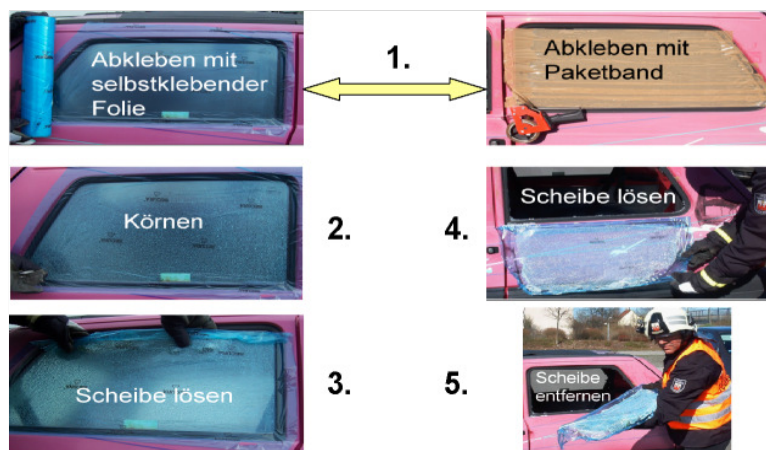 Abkleben mit
selbstklebender
Folie
1.
Abkleben mit
Paketband
Körnen
2.
4.
Scheibe lösen
Scheibe lösen
3.
5.
Scheibe
entfernen